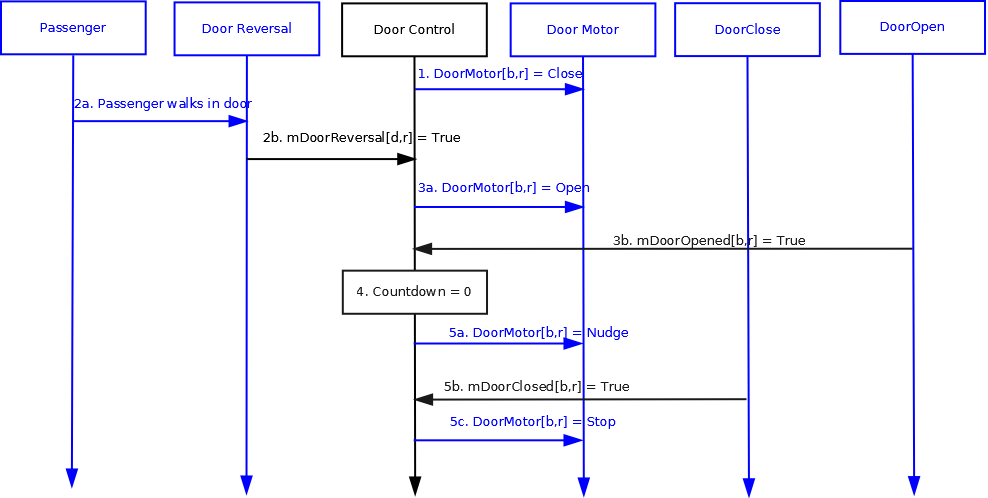 Passenger
Door Reversal
Door Control
Door Motor
DoorClose
DoorOpen
1. DoorMotor[b,r] = Close
2a. Passenger walks in door
2b. mDoorReversal[d,r] = True
3a. DoorMotor[b,r] = Open
3b. mDoorOpened[b,r] = True
4. Countdown = 0
5a. DoorMotor[b,r] = Nudge
5b. mDoorClosed[b,r] = True
5c. DoorMotor[b,r] = Stop